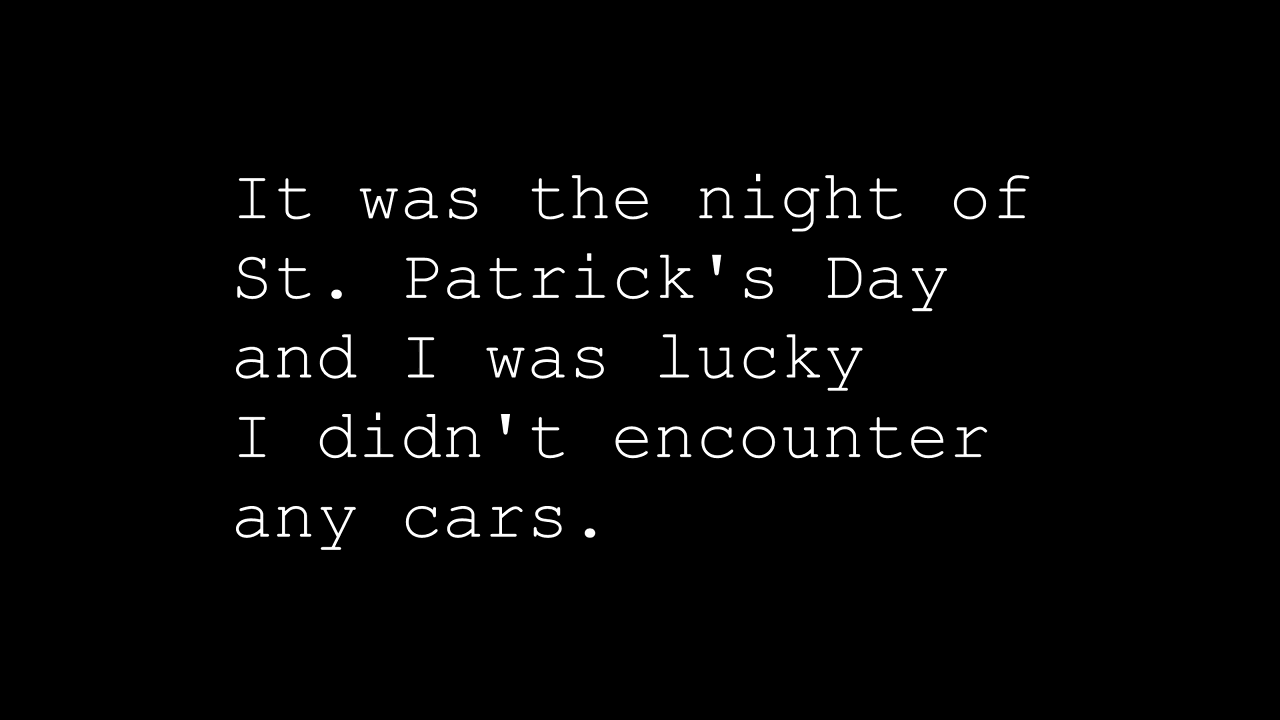 It was the night of
St. Patrick's Day
and I was lucky
I didn't encounter
any cars.